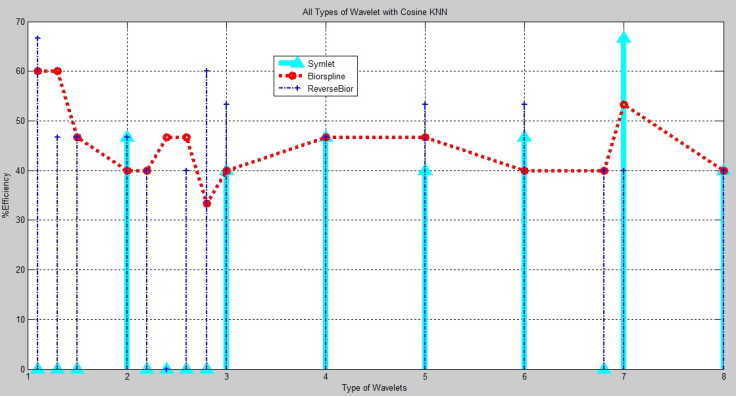 All Types of Wavelet with Cosine KNN
70
60
50
40
30
20
10
0
%Efficiency
Symlet
Biorspline
ReverseBior
1 2 3 4 5 6 7 8
Type of Wavelets